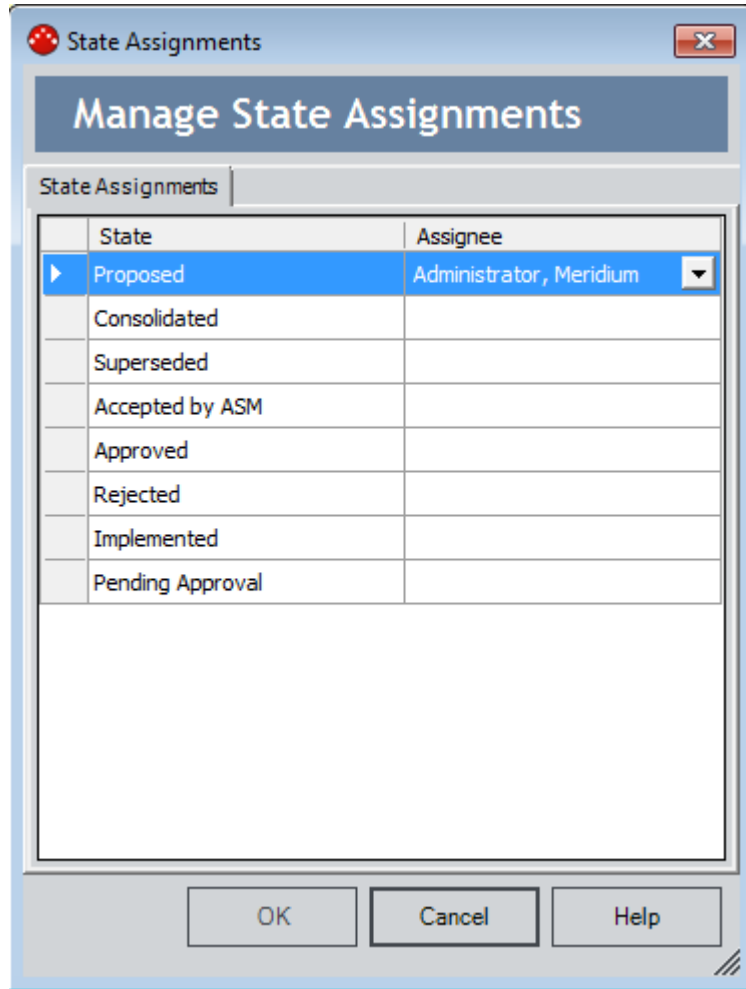 State Assignments
Manage State Assignments
State Assignments
State Assignee
Proposed Administrator, Meridium
Consolidated
Superseded
Accepted by ASM
Approved
Rejected
Implemented
Pending Approval
OK Cancel Help